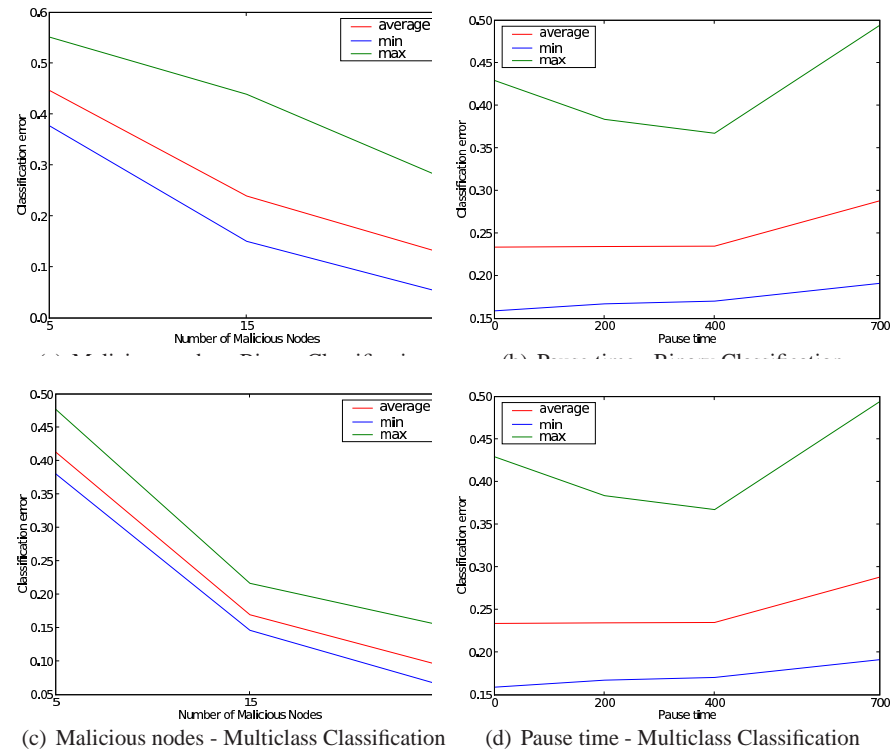 0.6
0.5
0.4
0.3
0.2
0.1
0.0
Classification error
average
min
max
5
15
Number of Malicious Nodes
0.50
0.45
0.40
0.35
0.30
0.25
0.20
0.15
Classification error
average
min
max
0
200
400
700
Pause time
(b) Pause time - Binary Classification
0.50
0.45
0.40
0.35
0.30
0.25
0.20
0.15
0.10
0.05
Classification error
average
min
max
5
15
Number of Malicious Nodes
(c) Malicious nodes - Multiclass Classification
0.50
0.45
0.40
0.35
0.30
0.25
0.20
0.15
Classification error
average
min
max
0
200
400
700
Pause time
(d) Pause time - Multiclass Classification